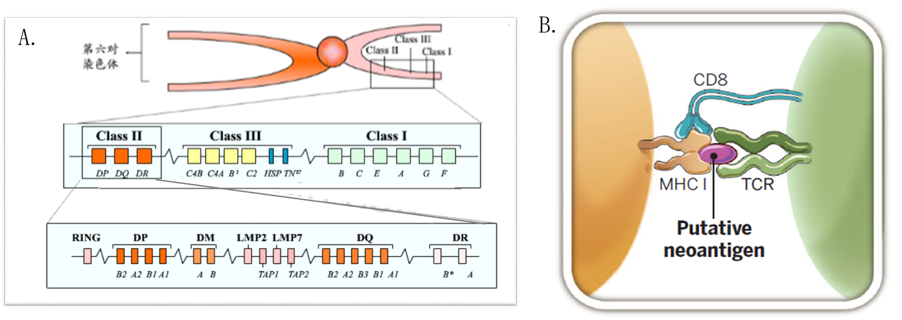 A.
第六对
染色体
Class III
Class II
Class I
Class II
Class III
Class I
DP DQ DR
C4B C4A B' C2 HSP TNF
B C E A G F
RING
DP
DM
LMP2 LMP7
DQ
DR
B2 A2 B1 A1
A B
TAP1 TAP2
B2 A2 B3 B1 A1
B* A
B.
CD8
MHC I
TCR
Putative
neoantigen